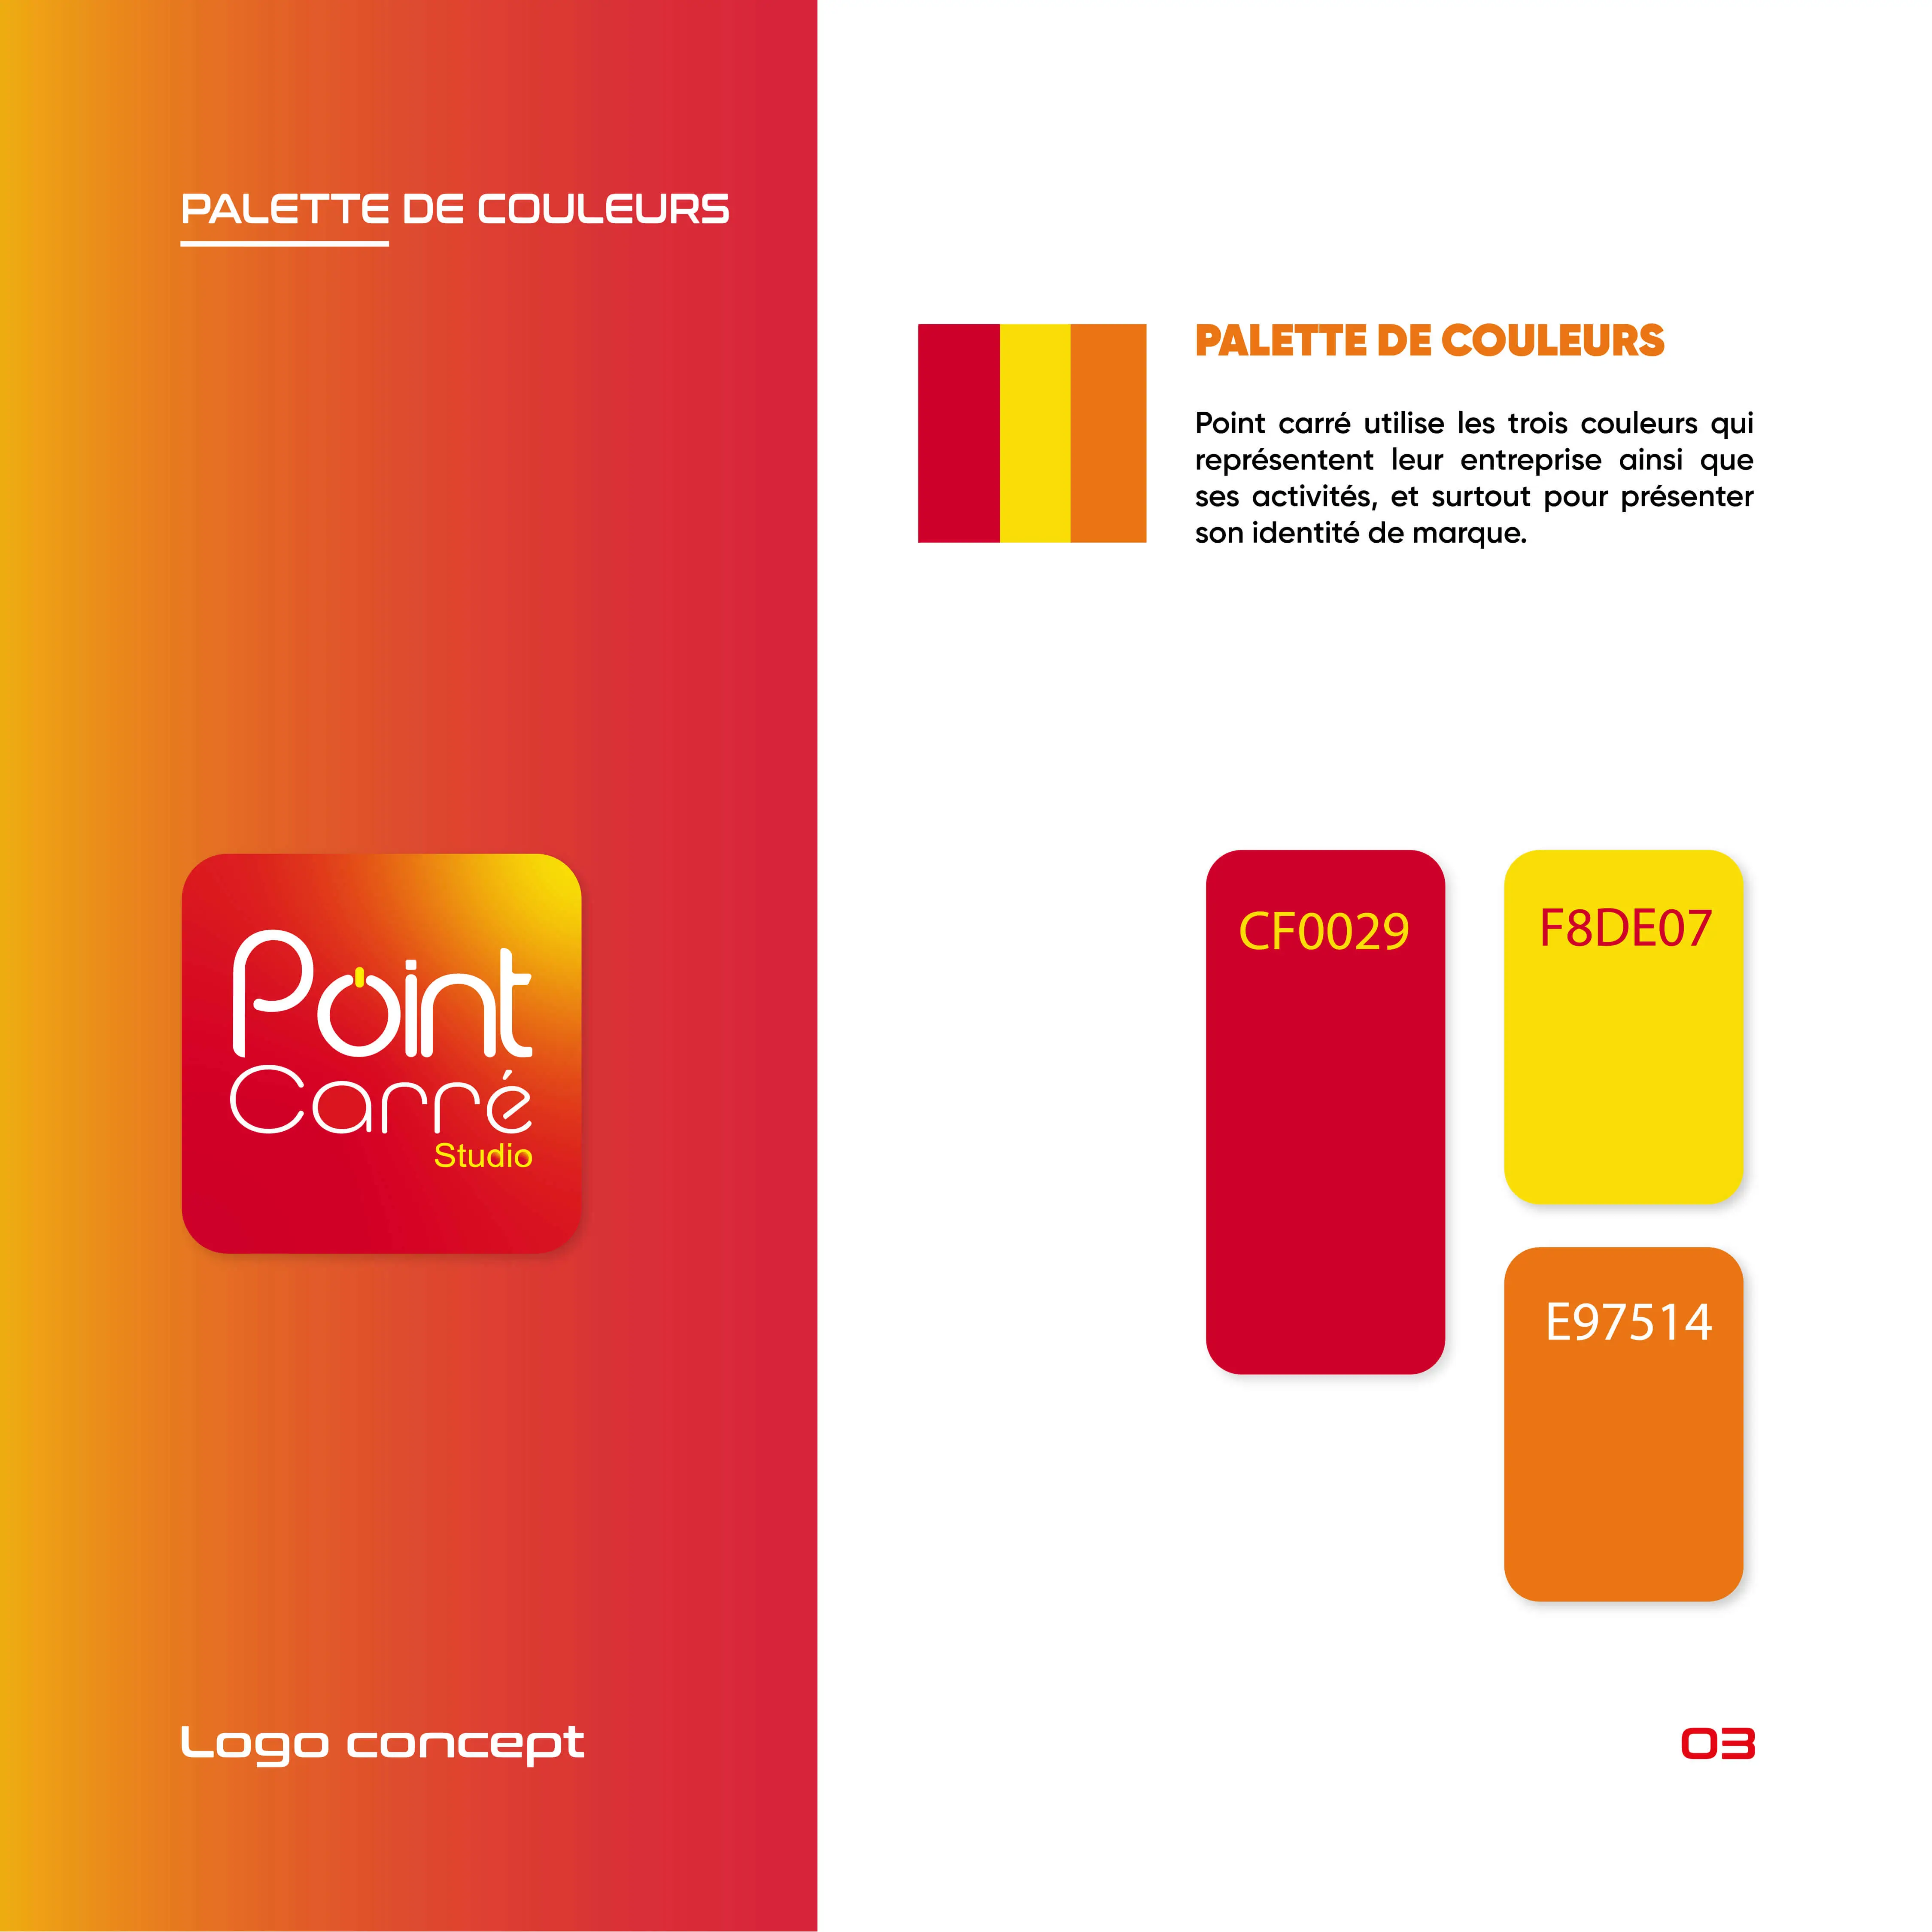 PALETTE DE COULEURS
Point
Carré
Studio
Logo concept
PALETTE DE COULEURS
Point carré utilise les trois couleurs qui
représentent leur entreprise ainsi que
ses activités, et surtout pour présenter
son identité de marque.
CF0029
F8DE07
E97514
03